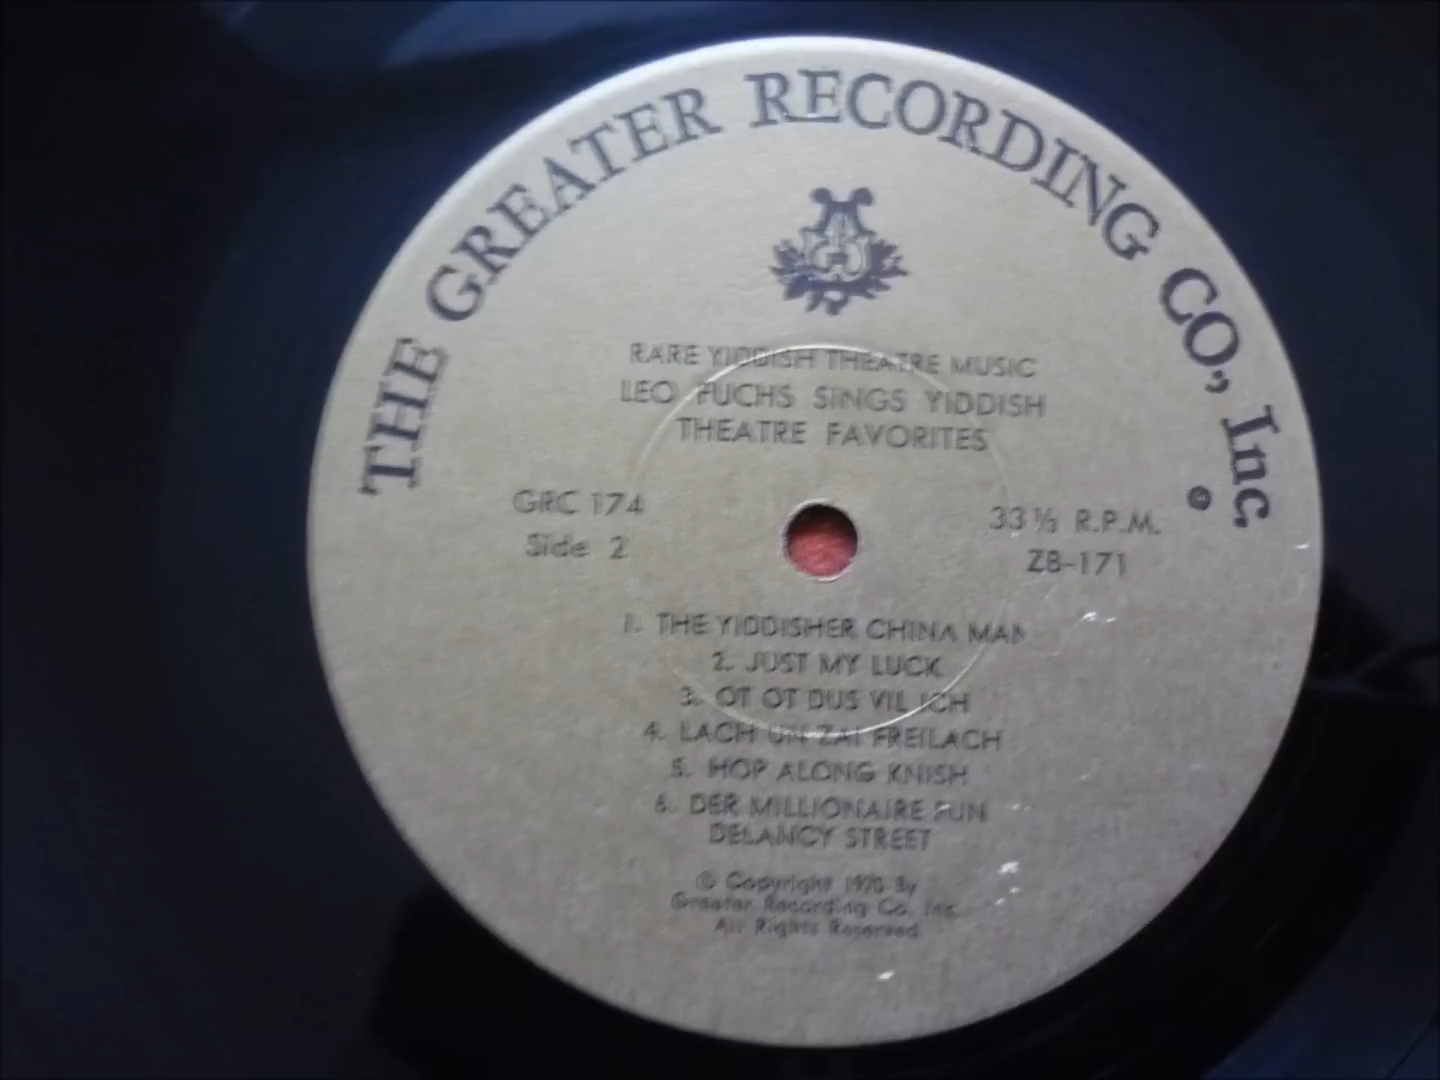 THE GREATER RECORDING CO., Inc
©
RARE YIDDISH THEATRE MUSIC
LEO FUCHS SINGS YIDDISH
THEATRE FAVORITES
GRC 174
Side 2
33⅓ R.P.M.
ZB-171
1. THE YIDDISHER CHINA MAN
2. JUST MY LUCK
3. OT OT DUS VIL ICH
4. LACH UN ZAI FREILACH
5. HOP ALONG KNISH
6. DER MILLIONAIRE FUN
DELANCY STREET
© Copyright 1970 By
Greater Recording Co. Inc.
All Rights Reserved